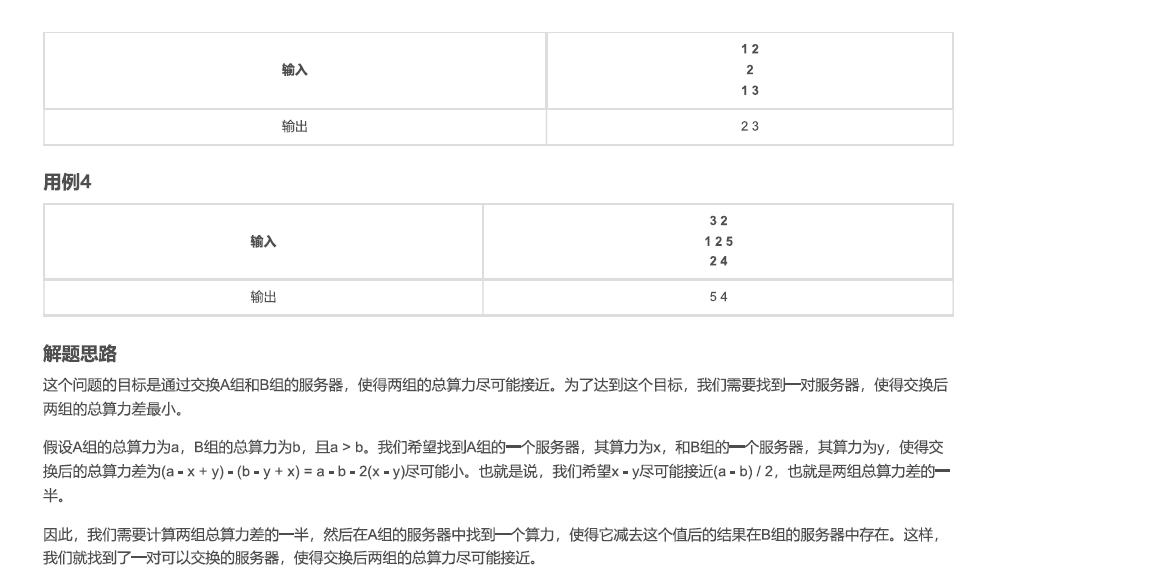 输入
1 2
2
1 3
输出
2 3
用例4
输入
3 2
1 2 5
2 4
输出
5 4
解题思路
这个问题的目标是通过交换A组和B组的服务器，使得两组的总算力尽可能接近。为了达到这个目标，我们需要找到一对服务器，使得交换后
两组的总算力差最小。
假设A组的总算力为a，B组的总算力为b，且a > b。我们希望找到A组的一个服务器，其算力为x，和B组的一个服务器，其算力为y，使得交
换后的总算力差为(a - x + y) - (b - y + x) = a - b - 2(x - y)尽可能小。也就是说，我们希望x - y尽可能接近(a - b) / 2，也就是两组总算力差的一
半。
因此，我们需要计算两组总算力差的一半，然后在A组的服务器中找到一个算力，使得它减去这个值后的结果在B组的服务器中存在。这样，
我们就找到了一对可以交换的服务器，使得交换后两组的总算力尽可能接近。